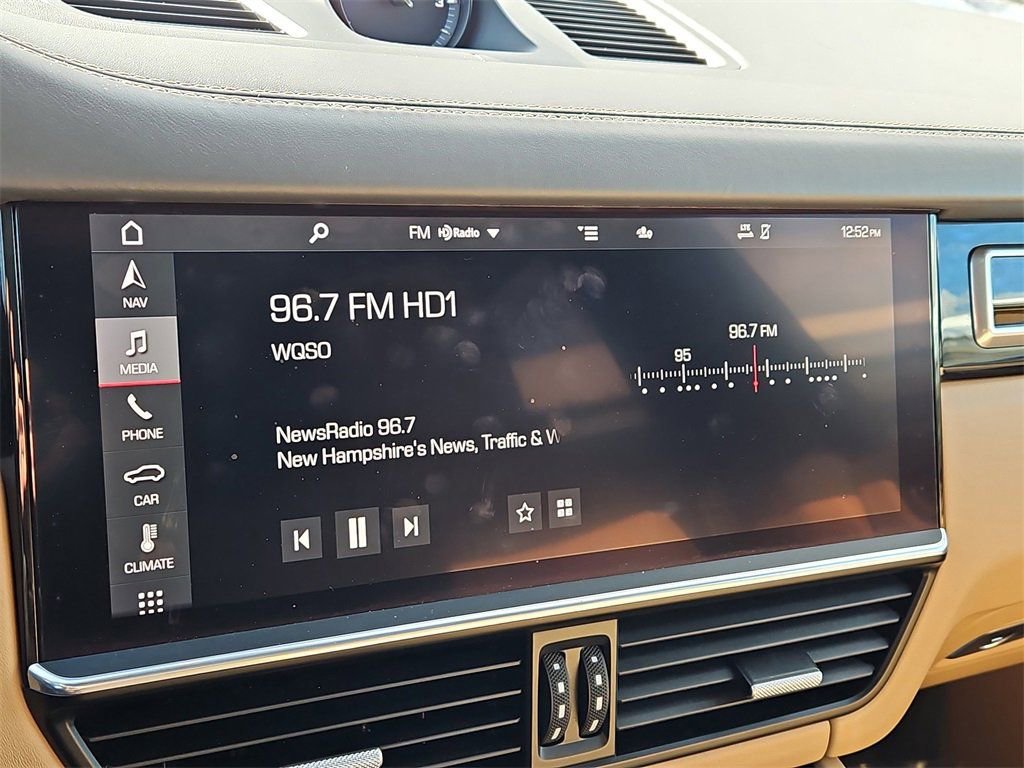 FM HD Radio
LTE
12:52 PM
NAV
MEDIA
PHONE
CAR
CLIMATE
96.7 FM HD1
WQSO
95
96.7 FM
NewsRadio 96.7
New Hampshire's News, Traffic & W